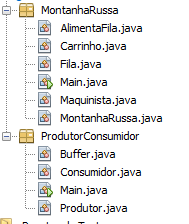 MontanhaRussa
AlimentaFila.java
Carrinho.java
Fila.java
Main.java
Maquinista.java
MontanhaRussa.java
ProdutorConsumidor
Buffer.java
Consumidor.java
Main.java
Produtor.java